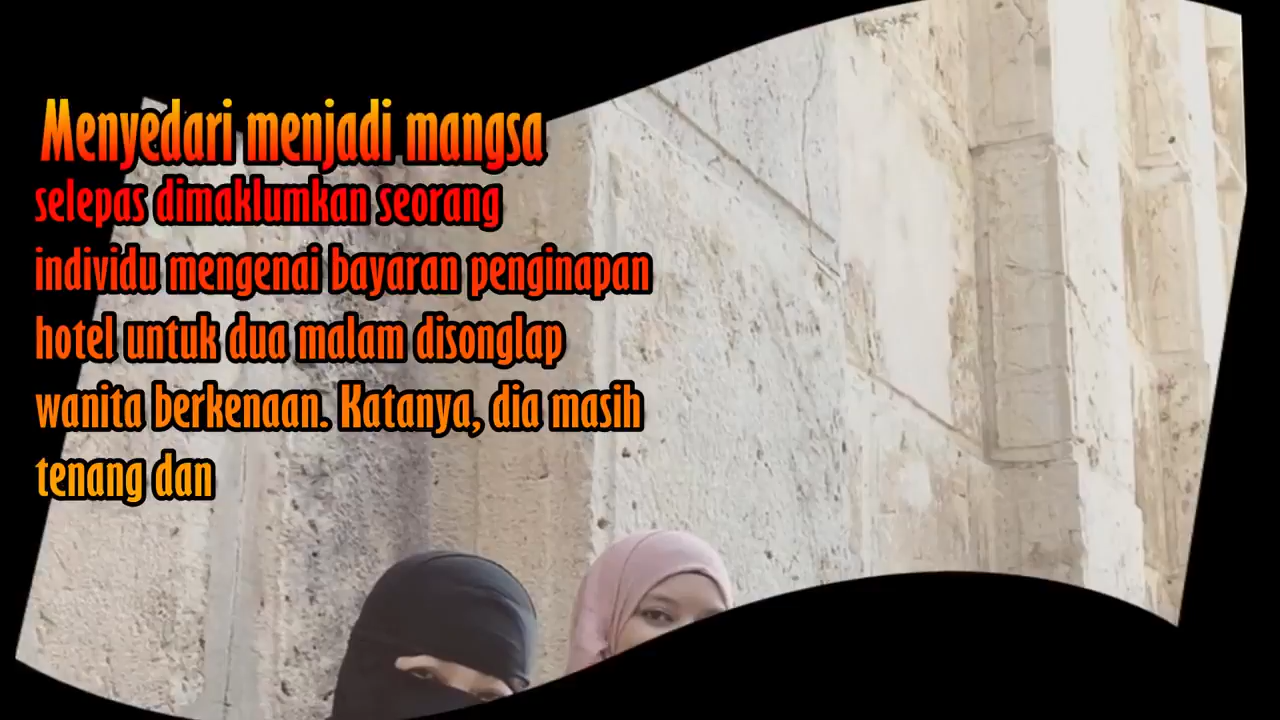 Menyedari menjadi mangsa
selepas dimaklumkan seorang
individu mengenai bayaran penginapan
hotel untuk dua malam disonglap
wanita berkenaan. Katanya, dia masih
tenang dan